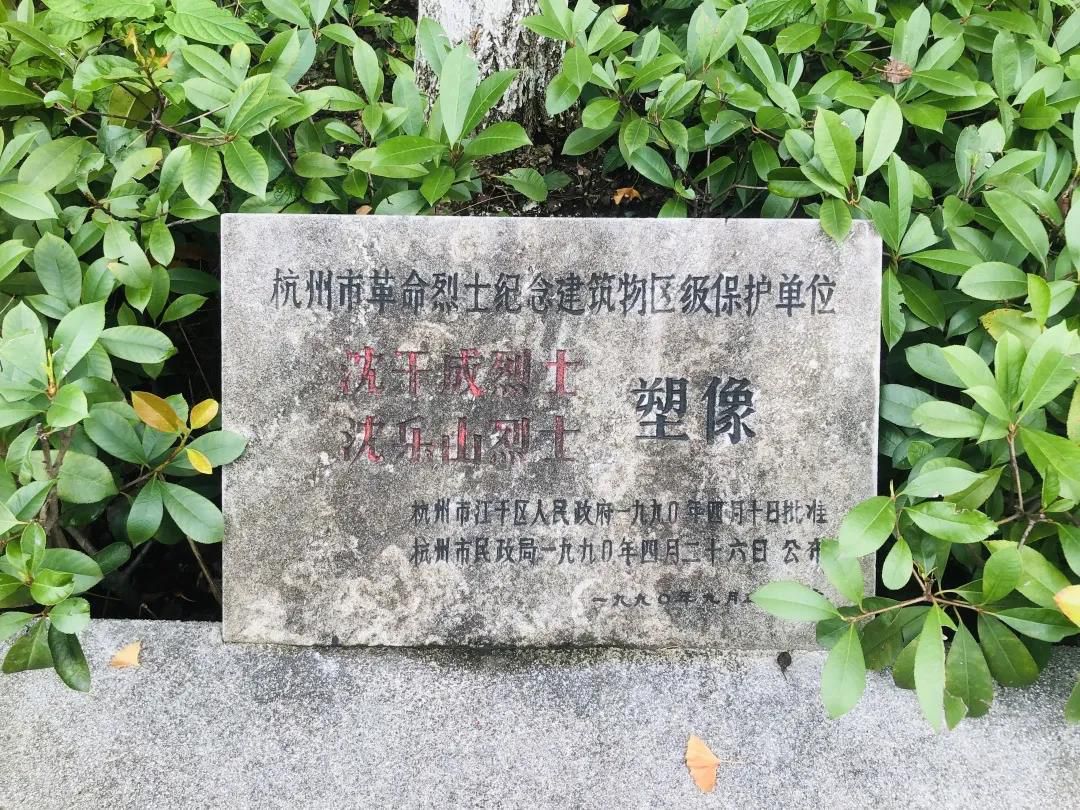 杭州市革命烈士纪念建筑物区级保护单位
沈干成烈士
沈乐山烈士
塑像
杭州市江干区人民政府一九九〇年四月十日批准
杭州市民政局一九九〇年四月二十六日 公布
一九九〇年九月